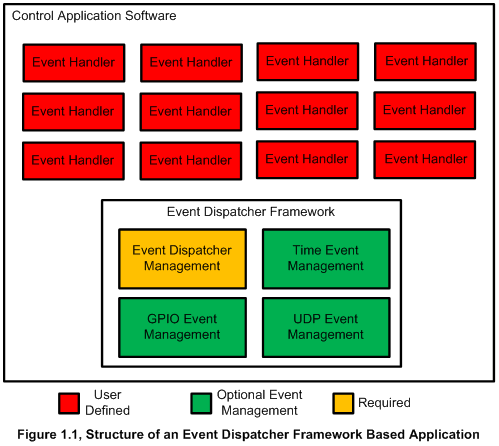 Control Application Software
Event Handler Event Handler Event Handler Event Handler
Event Handler Event Handler Event Handler Event Handler
Event Handler Event Handler Event Handler Event Handler
Event Dispatcher Framework
Event Dispatcher
Management
Time Event
Management
GPIO Event
Management
UDP Event
Management
User
Defined
Optional Event
Management
Required
Figure 1.1, Structure of an Event Dispatcher Framework Based Application